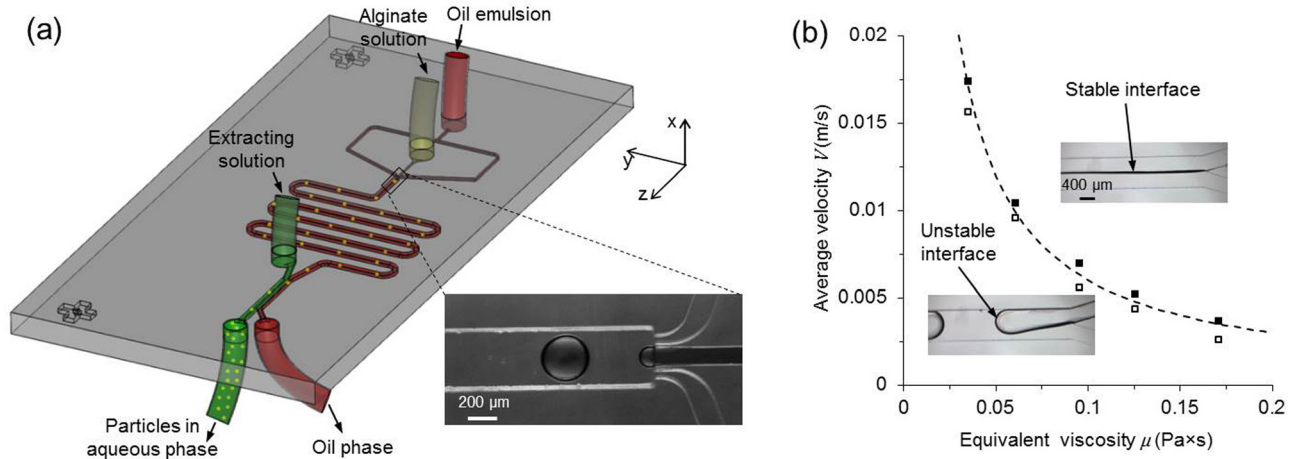 (a)
Alginate
solution
Oil emulsion
Extracting
solution
x
y
z
200 µm
Particles in
aqueous phase
Oil phase
(b)
Average velocity V (m/s)
0.02
0.015
0.01
0.005
0
Stable interface
400 µm
Unstable
interface
0
0.05
0.1
0.15
0.2
Equivalent viscosity µ (Pa×s)